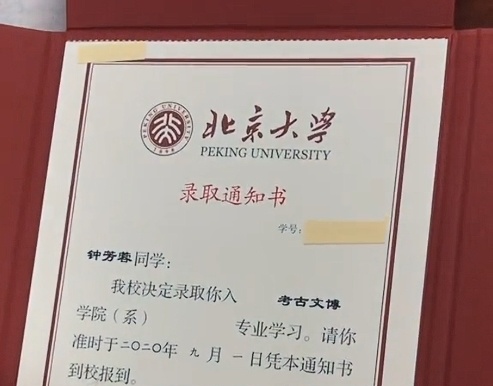 PEKING UNIVERSITY
1898
北京大学
PEKING UNIVERSITY
录取通知书
学号:
钟芳蓉同学:
我校决定录取你入 考古文博
学院(系) 专业学习。请你
准时于二〇二〇年 九 月 一 日凭本通知书
到校报到。